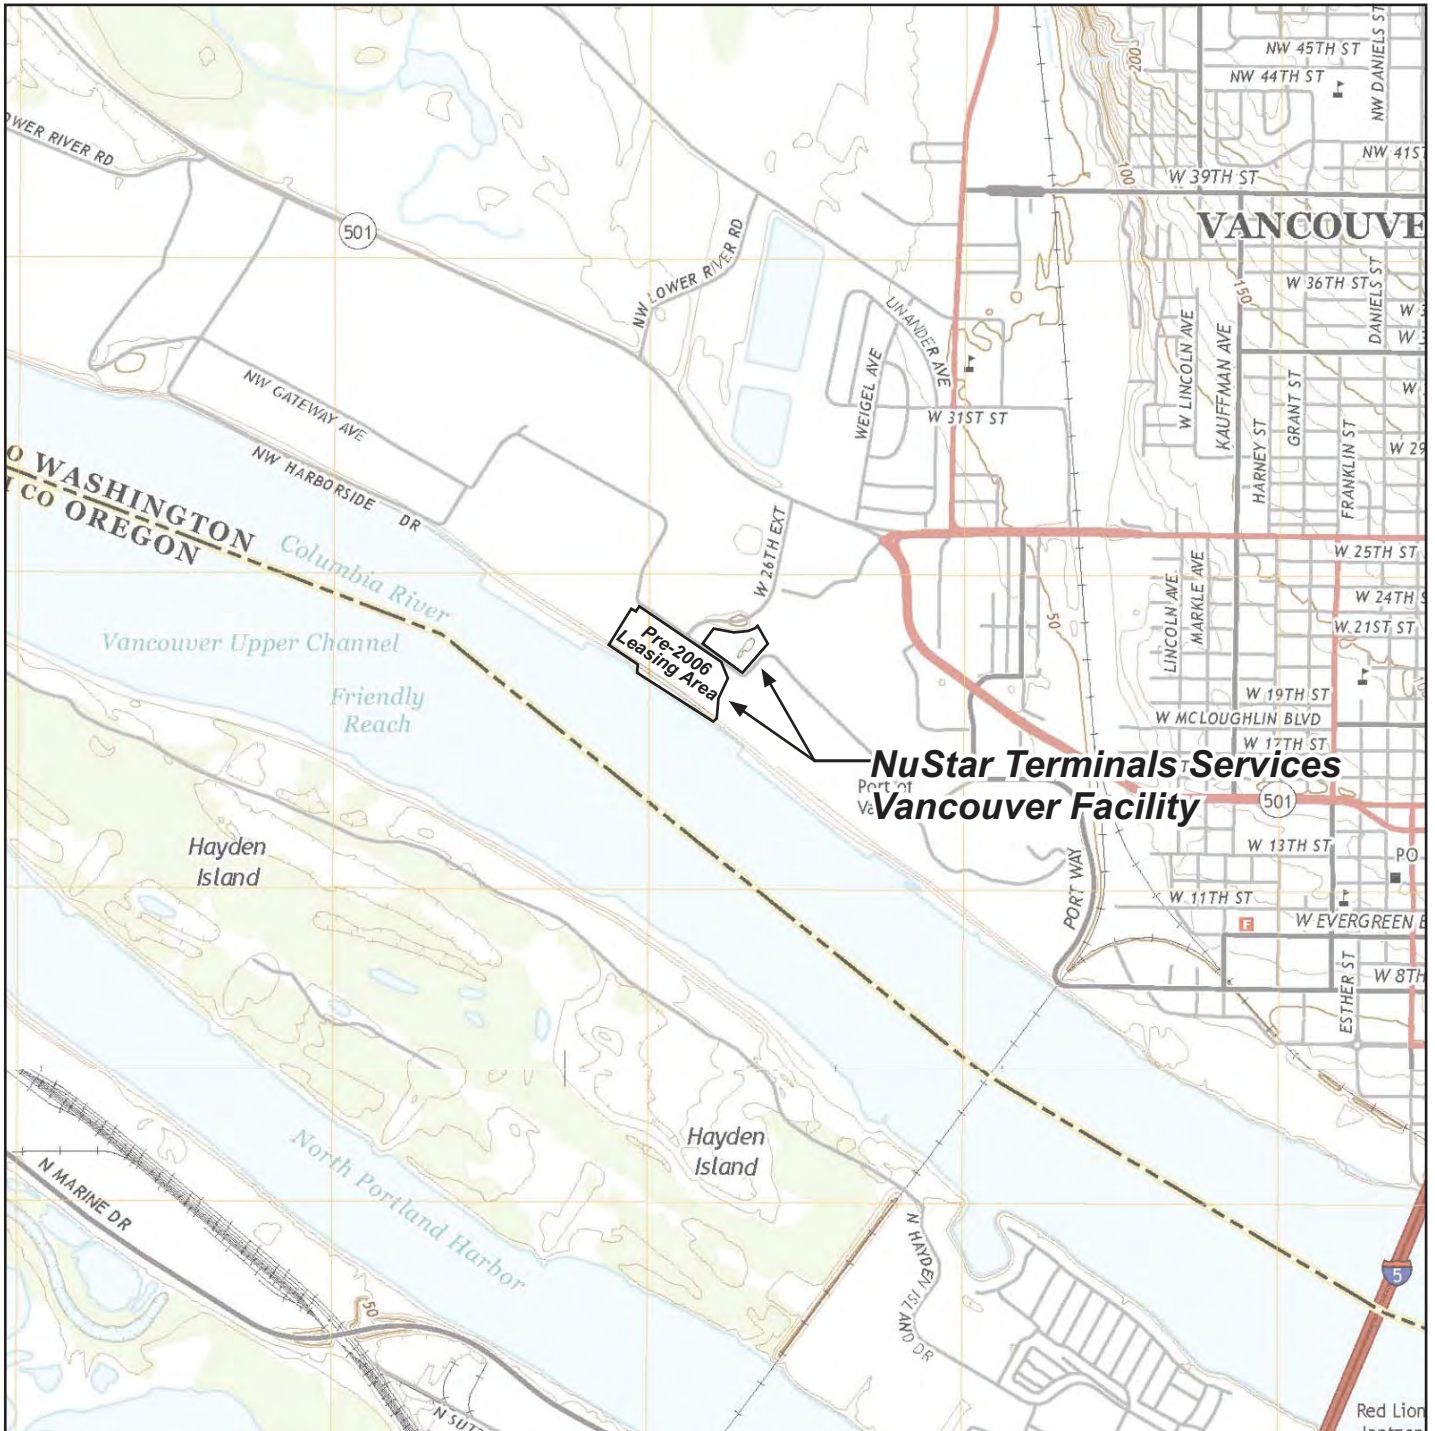 NW 45TH ST
NW 44TH ST
NW DANIELS ST
200
NW 41ST
OWER RIVER RD
100
W 39TH ST
VANCOUVE
501
NW LOWER RIVER RD
W 36TH ST
DANIELS ST
150
UNANDER AVE
W LINCOLN AVE
KAUFFMAN AVE
WEIGEL AVE
NW GATEWAY AVE
W 31ST ST
GRANT ST
HARNEY ST
FRANKLIN ST
W 29
NW HARBORSIDE DR
O WASHINGTON
CO OREGON
Columbia River
W 26TH EXT
W 25TH ST
LINCOLN AVE
MARKLE AVE
W 24TH S
50
W 21ST ST
Vancouver Upper Channel
Pre-2006
Leasing Area
Friendly
Reach
W 19TH ST
W MCLOUGHLIN BLVD
W 17TH ST
NuStar Terminals Services
Vancouver Facility
Port of
Va
501
W 13TH ST
PO
Hayden
Island
PORT WAY
W 11TH ST
F
W EVERGREEN B
W 8TH
ESTHER ST
Hayden
Island
North Portland Harbor
N MARINE DR
N HAYDEN ISLAND DR
5
50
N SUT
Red Lion